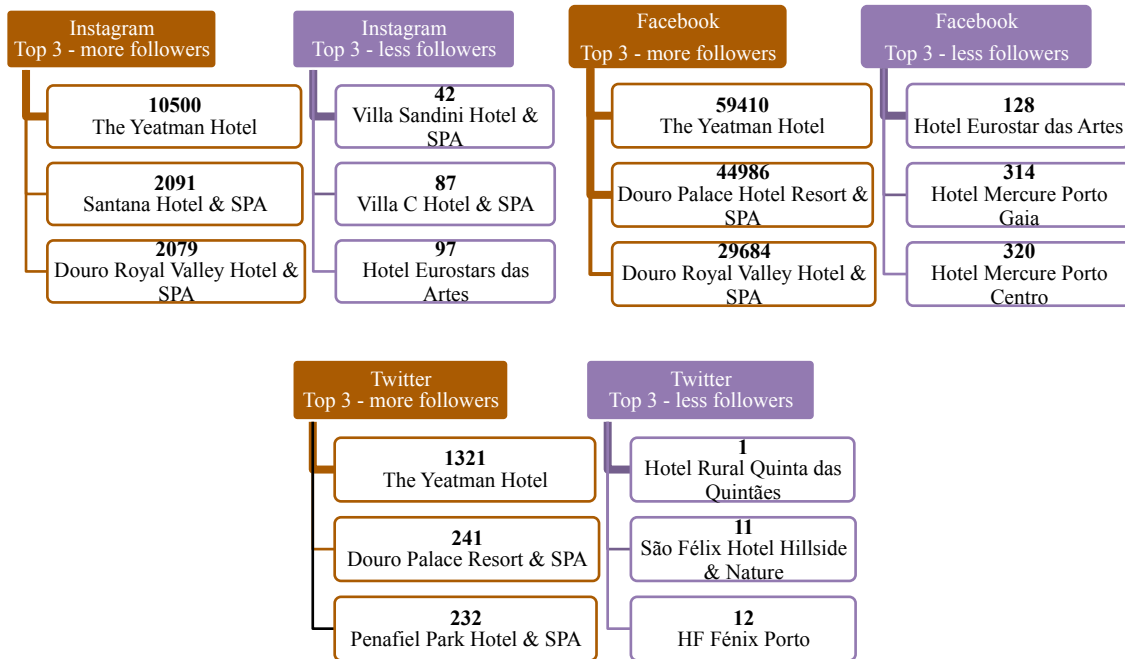 Instagram
Top 3 - more followers
10500
The Yeatman Hotel
2091
Santana Hotel & SPA
2079
Douro Royal Valley Hotel &
SPA
Instagram
Top 3 - less followers
42
Villa Sandini Hotel &
SPA
87
Villa C Hotel & SPA
97
Hotel Eurostars das
Artes
Facebook
Top 3 - more followers
59410
The Yeatman Hotel
44986
Douro Palace Hotel Resort &
SPA
29684
Douro Royal Valley Hotel &
SPA
Facebook
Top 3 - less followers
128
Hotel Eurostar das Artes
314
Hotel Mercure Porto
Gaia
320
Hotel Mercure Porto
Centro
Twitter
Top 3 - more followers
1321
The Yeatman Hotel
241
Douro Palace Resort & SPA
232
Penafiel Park Hotel & SPA
Twitter
Top 3 - less followers
1
Hotel Rural Quinta das
Quintães
11
São Félix Hotel Hillside
& Nature
12
HF Fénix Porto